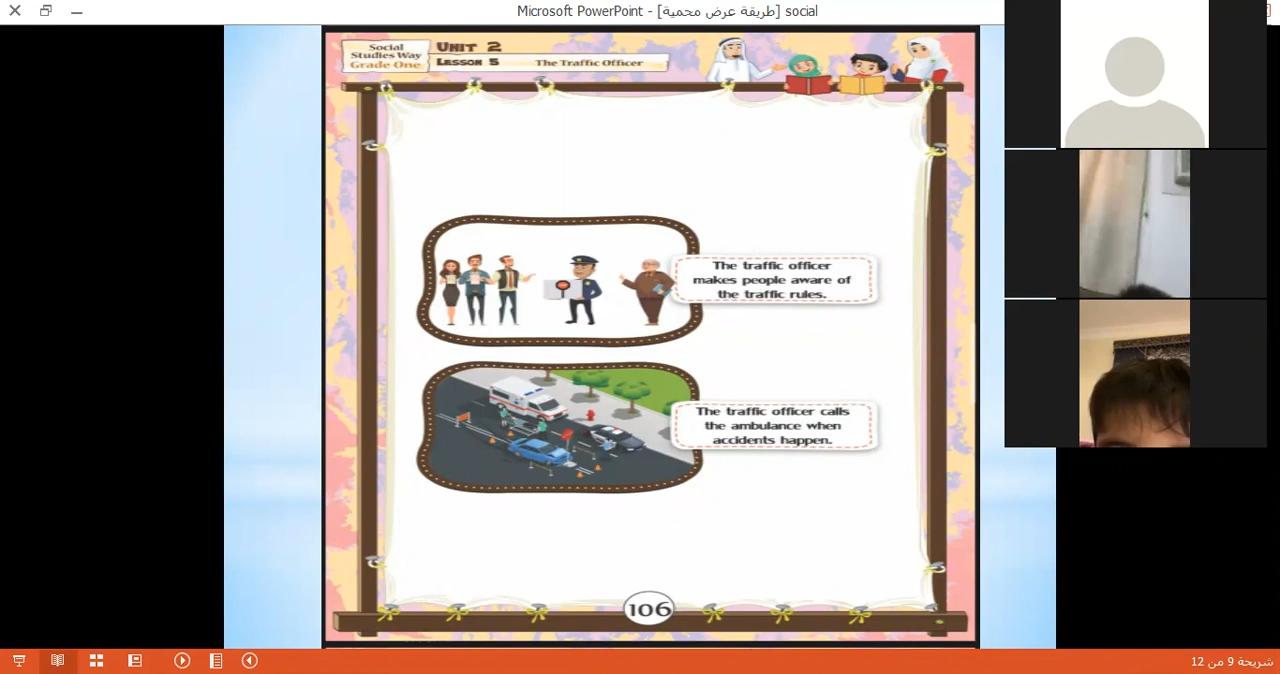 Microsoft PowerPoint - [طريقة عرض محمية] social
Social
Studies Way
Grade One
Unit 2
Lesson 5
The Traffic Officer
The traffic officer
makes people aware of
the traffic rules.
The traffic officer calls
the ambulance when
accidents happen.
106
شريحة 9 من 12